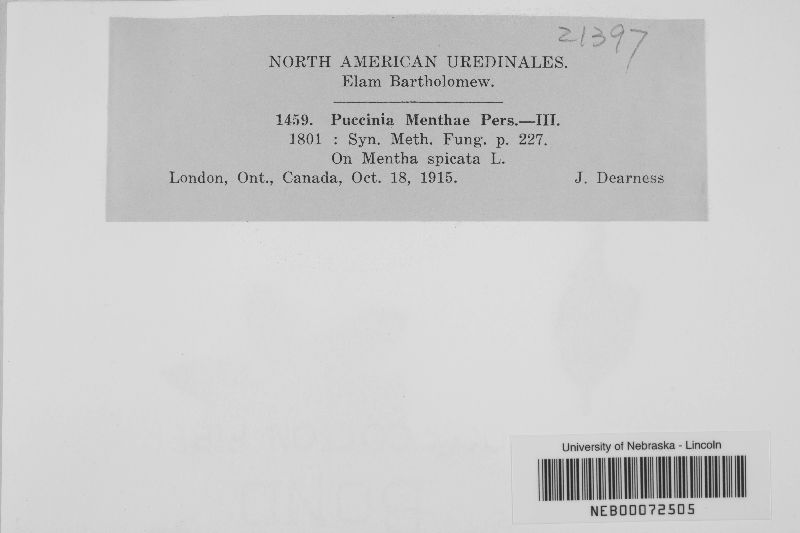 21397
NORTH AMERICAN UREDINALES.
Elam Bartholomew.
1459. Puccinia Menthae Pers.—III.
1801 : Syn. Meth. Fung. p. 227.
On Mentha spicata L.
London, Ont., Canada, Oct. 18, 1915. J. Dearness
University of Nebraska - Lincoln
NEB00072505